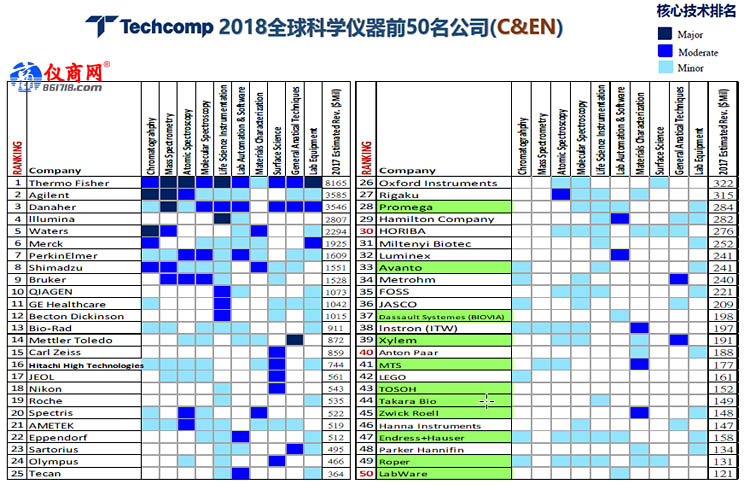 Techcomp 2018全球科学仪器前50名公司(C&EN)
核心技术排名
Major
Moderate
Minor
仪商网®
861718.com
RANKING
Company
Chromatograhphy
Mass Spectrometry
Atomic Spectroscopy
Molecular Spectroscopy
Life Science Instrumentation
Lab Automation & Software
Materials Characterization
Surface Science
General Anatical Techniques
Lab Equipment
2017 Estimated Rev. ($Mil)
1 Thermo Fisher 8165
2 Agilent 3585
3 Danaher 3546
4 Illumina 2807
5 Waters 2294
6 Merck 1925
7 PerkinElmer 1609
8 Shimadzu 1551
9 Bruker 1528
10 QIAGEN 1073
11 GE Healthcare 1042
12 Becton Dickinson 1015
13 Bio-Rad 911
14 Mettler Toledo 872
15 Carl Zeiss 859
16 Hitachi High Technologies 744
17 JEOL 561
18 Nikon 543
19 Roche 535
20 Spectris 522
21 AMETEK 519
22 Eppendorf 512
23 Sartorius 495
24 Olympus 466
25 Tecan 364
RANKING
Company
Chromatograhphy
Mass Spectrometry
Atomic Spectroscopy
Molecular Spectroscopy
Life Science Instrumentation
Lab Automation & Software
Materials Characterization
Surface Science
General Anatical Techniques
Lab Equipment
2017 Estimated Rev. ($Mil)
26 Oxford Instruments 322
27 Rigaku 315
28 Promega 284
29 Hamilton Company 282
30 HORIBA 276
31 Miltenyi Biotec 252
32 Luminex 241
33 Avanto 241
34 Metrohm 240
35 FOSS 221
36 JASCO 209
37 Dassault Systemes (BIOVIA) 198
38 Instron (ITW) 197
39 Xylem 191
40 Anton Paar 188
41 MTS 177
42 LEGO 161
43 TOSOH 152
44 Takara Bio 149
45 Zwick Roell 148
46 Hanna Instruments 147
47 Endress+Hauser 158
48 Parker Hannifin 134
49 Roper 131
50 LabWare 121